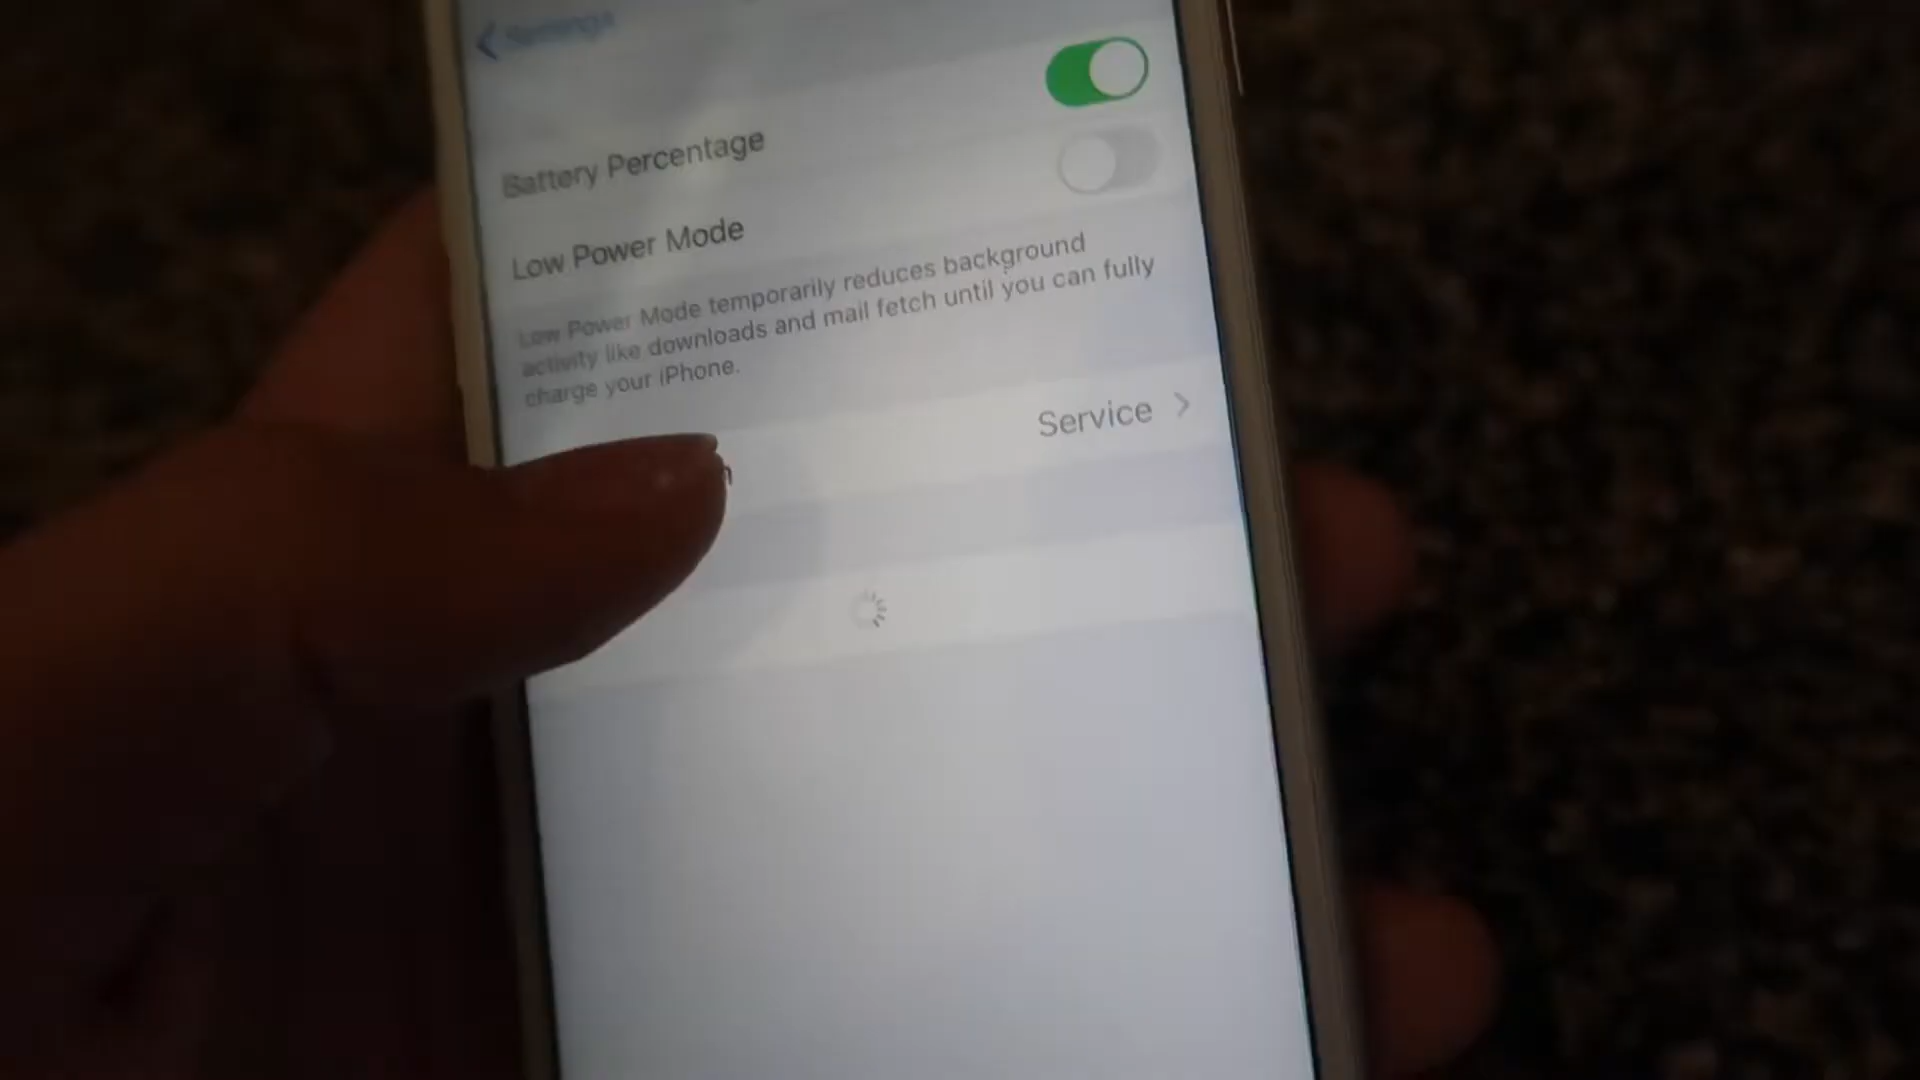 Settings
Battery Percentage
Low Power Mode
Low Power Mode temporarily reduces background
activity like downloads and mail fetch until you can fully
charge your iPhone.
Service